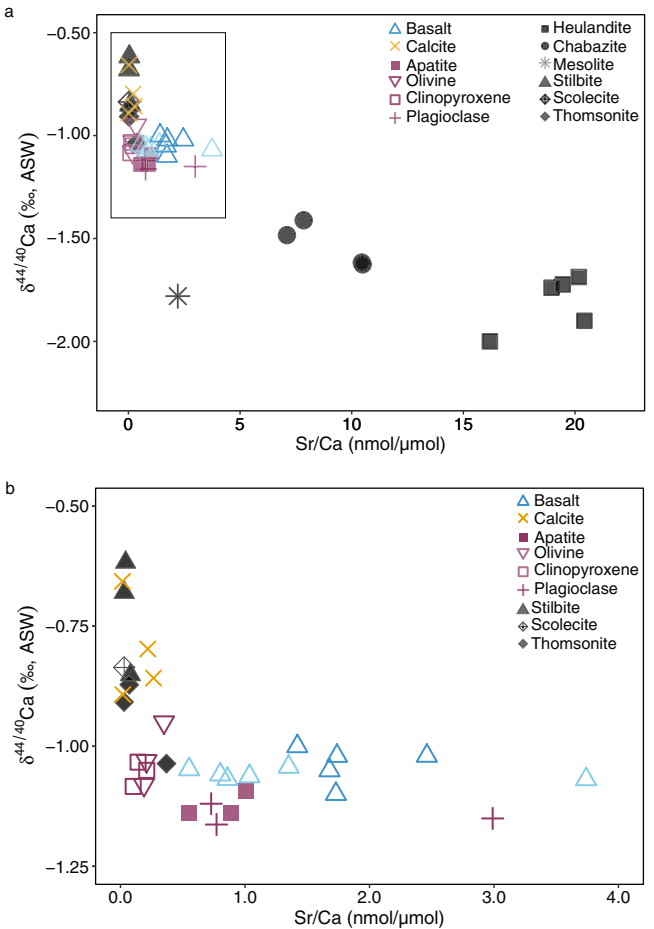 a
−0.50
−1.00
−1.50
−2.00
δ44/40Ca (‰, ASW)
Basalt
Calcite
Apatite
Olivine
Clinopyroxene
Plagioclase
Heulandite
Chabazite
Mesolite
Stilbite
Scolecite
Thomsonite
0 5 10 15 20
Sr/Ca (nmol/µmol)
b
−0.50
−0.75
−1.00
−1.25
δ44/40Ca (‰, ASW)
Basalt
Calcite
Apatite
Olivine
Clinopyroxene
Plagioclase
Stilbite
Scolecite
Thomsonite
0.0 1.0 2.0 3.0 4.0
Sr/Ca (nmol/µmol)